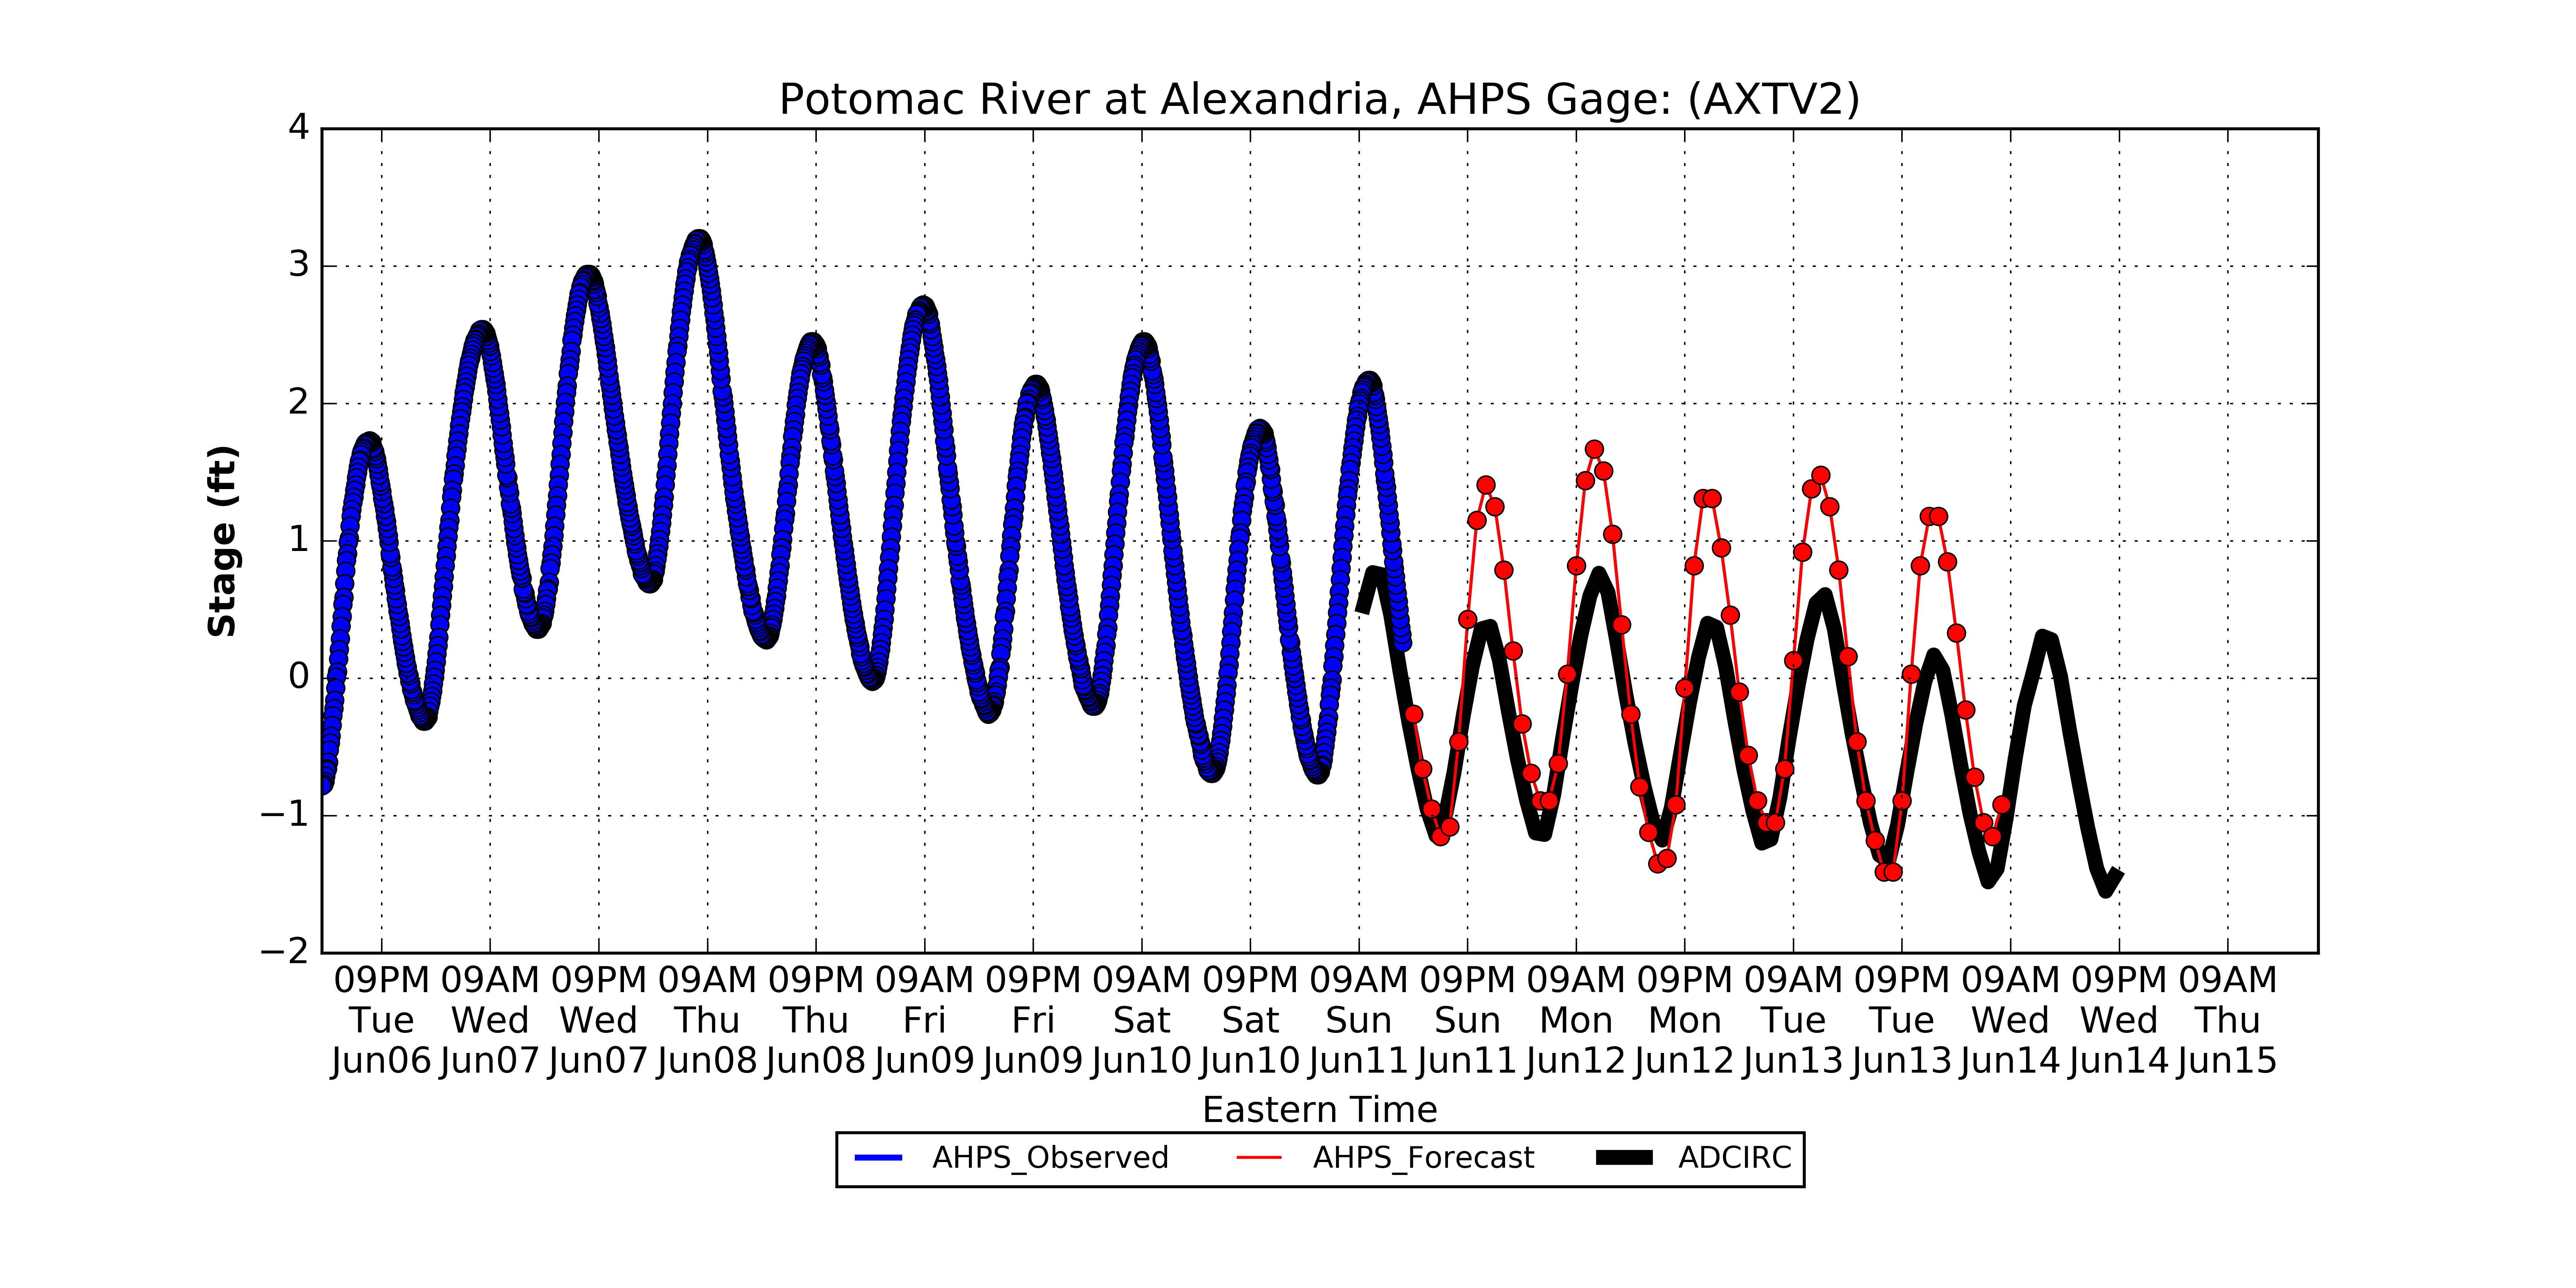 Potomac River at Alexandria, AHPS Gage: (AXTV2)
4
3
2
1
0
−1
−2
Stage (ft)
09PM 09AM 09PM 09AM 09PM 09AM 09PM 09AM 09PM 09AM 09PM 09AM 09PM 09AM 09PM 09AM 09PM 09AM
Tue Wed Wed Thu Thu Fri Fri Sat Sat Sun Sun Mon Mon Tue Tue Wed Wed Thu
Jun06 Jun07 Jun07 Jun08 Jun08 Jun09 Jun09 Jun10 Jun10 Jun11 Jun11 Jun12 Jun12 Jun13 Jun13 Jun14 Jun14 Jun15
Eastern Time
AHPS_Observed AHPS_Forecast ADCIRC